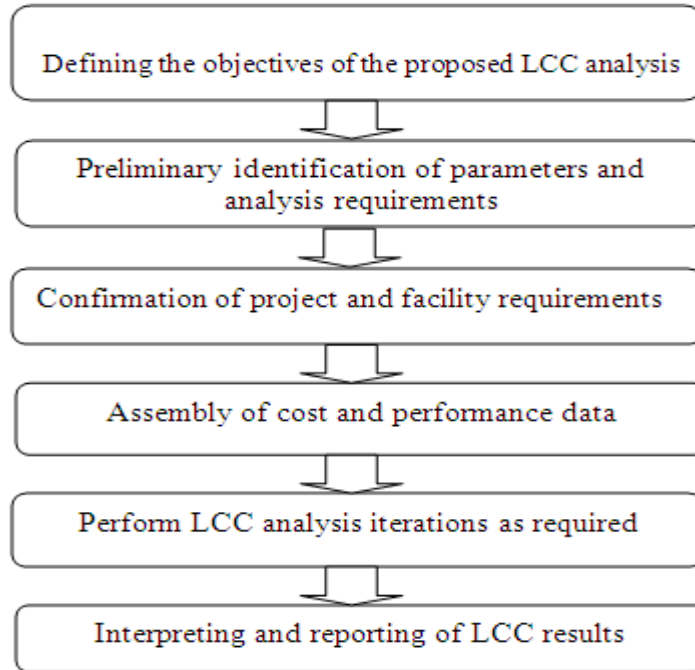 Defining the objectives of the proposed LCC analysis
Preliminary identification of parameters and
analysis requirements
Confirmation of project and facility requirements
Assembly of cost and performance data
Perform LCC analysis iterations as required
Interpreting and reporting of LCC results